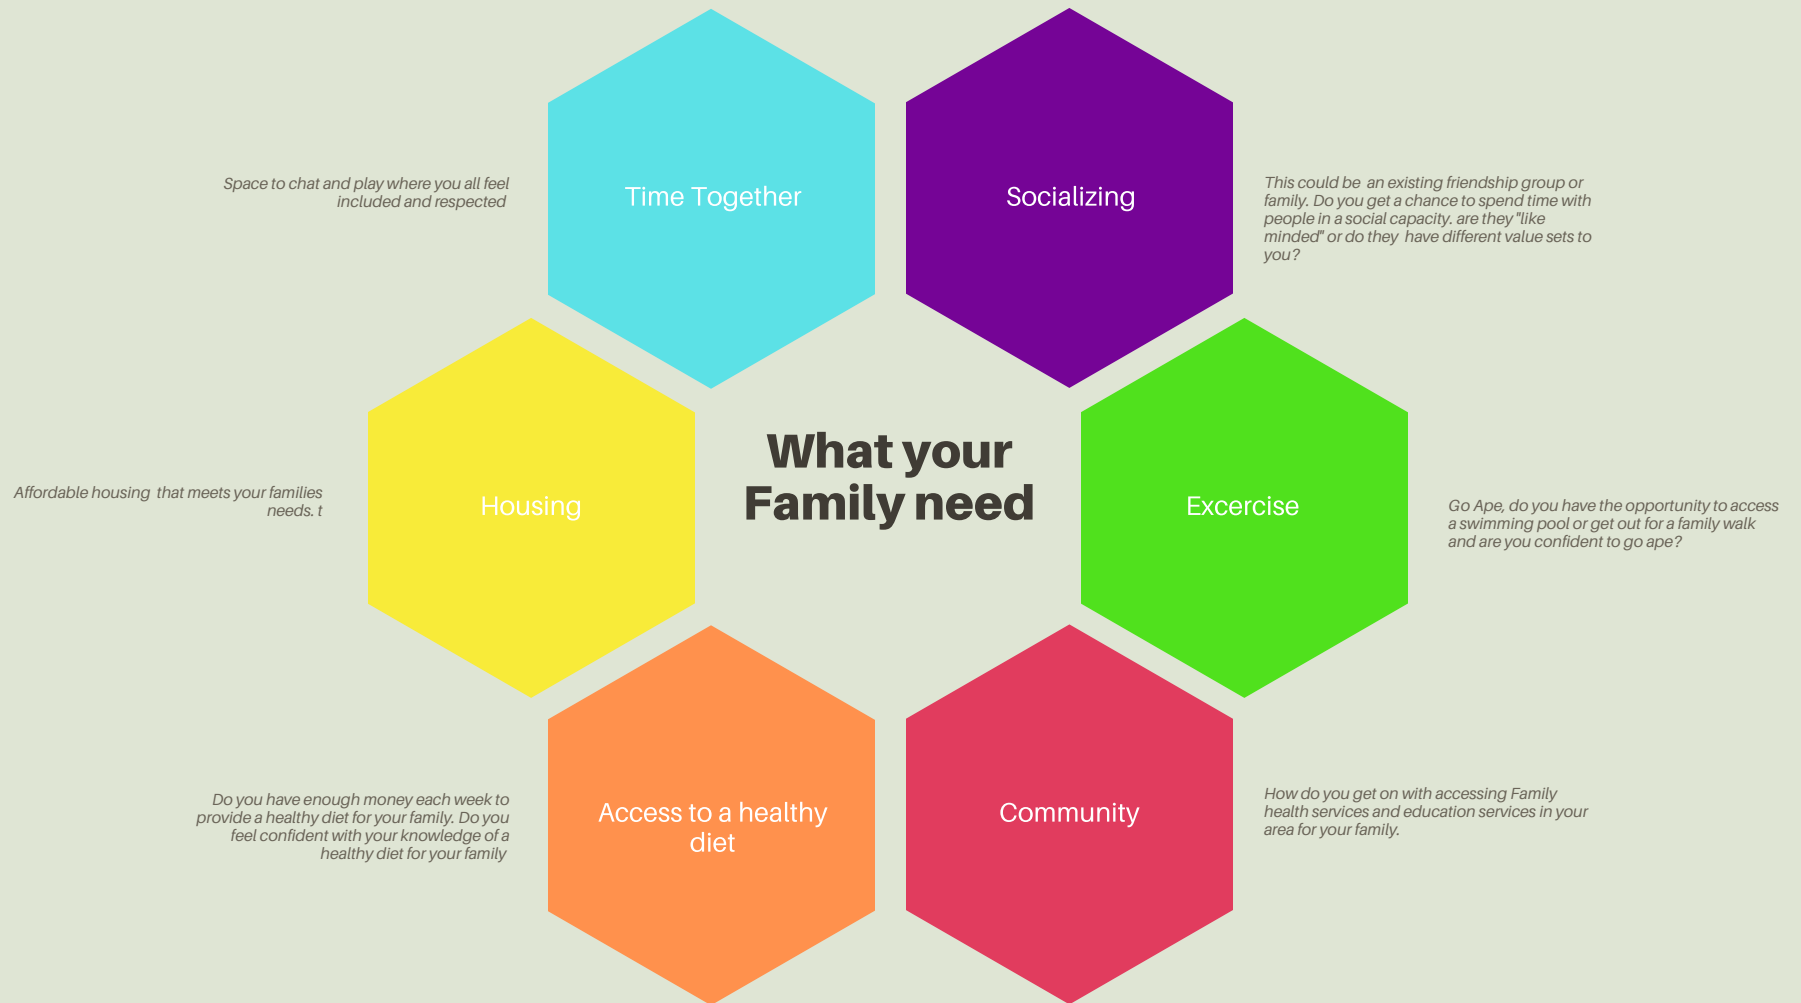 Time Together
Space to chat and play where you all feel
included and respected
Socializing
This could be  an existing friendship group or
family. Do you get a chance to spend time with
people in a social capacity. are they "like
minded" or do they  have different value sets to
you?
What your
Family need
Housing
Affordable housing  that meets your families
needs. t
Excercise
Go Ape, do you have the opportunity to access
a swimming pool or get out for a family walk
and are you confident to go ape?
Access to a healthy
diet
Do you have enough money each week to
provide a healthy diet for your family. Do you
feel confident with your knowledge of a
healthy diet for your family
Community
How do you get on with accessing Family
health services and education services in your
area for your family.